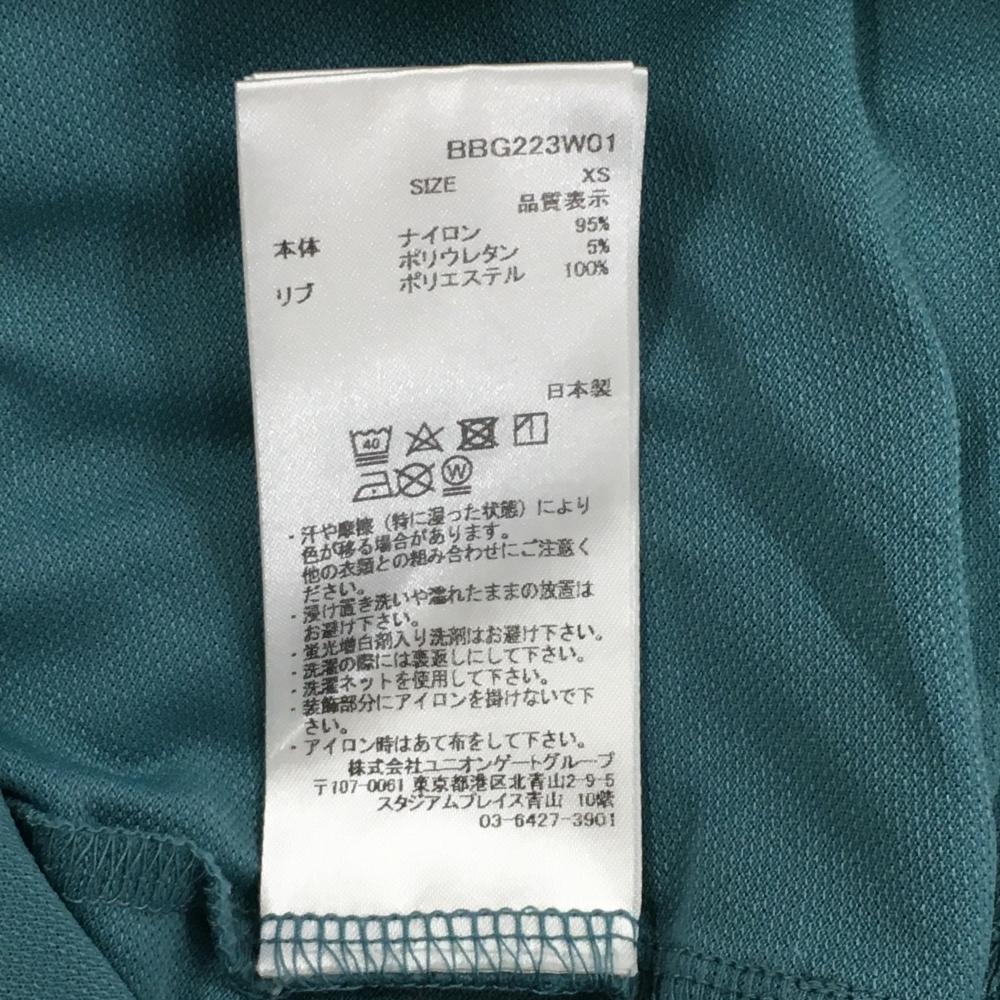 BBG223W01
SIZE XS
品質表示
本体 ナイロン 95%
ポリウレタン 5%
リブ ポリエステル 100%
日本製
40
W
・汗や摩擦（特に湿った状態）により
色が移る場合があります。
他の衣類との組み合わせにご注意く
ださい。
・浸け置き洗いや濡れたままの放置は
お避け下さい。
・蛍光増白剤入り洗剤はお避け下さい。
・洗濯の際には裏返しにして下さい。
・洗濯ネットを使用して下さい。
・装飾部分にアイロンを掛けないで下
さい。
・アイロン時はあて布をして下さい。
株式会社ユニオンゲートグループ
〒107-0061 東京都港区北青山2-9-5
スタジアムプレイス青山 10階
03-6427-3901